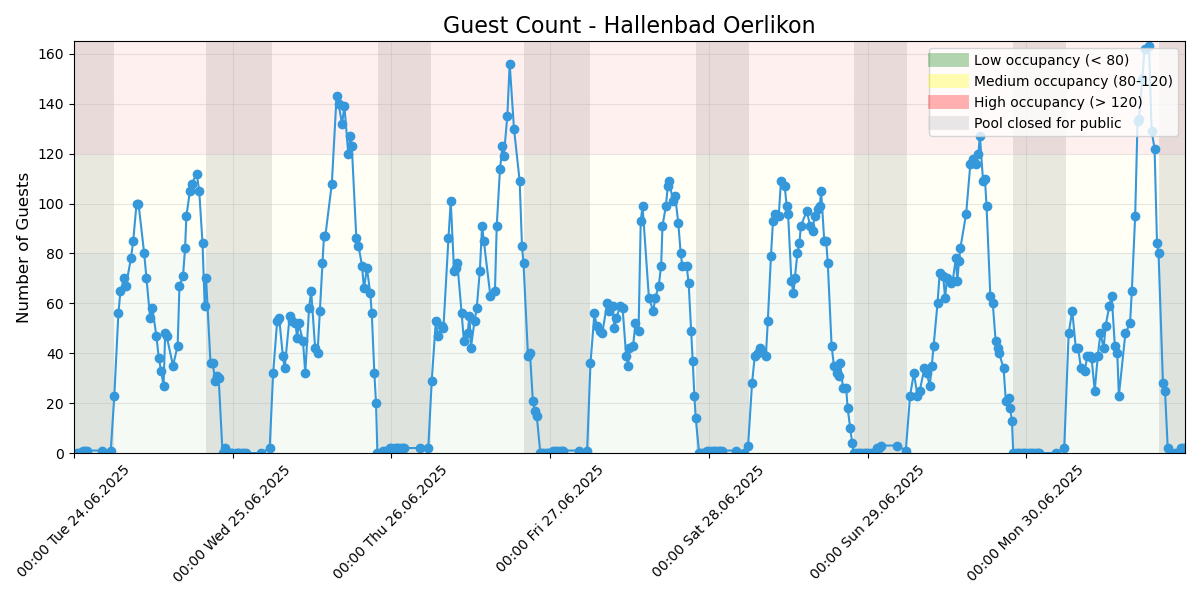 Guest Count - Hallenbad Oerlikon
Number of Guests
160
140
120
100
80
60
40
20
0
Low occupancy (< 80)
Medium occupancy (80-120)
High occupancy (> 120)
Pool closed for public
00:00 Tue 24.06.2025
00:00 Wed 25.06.2025
00:00 Thu 26.06.2025
00:00 Fri 27.06.2025
00:00 Sat 28.06.2025
00:00 Sun 29.06.2025
00:00 Mon 30.06.2025